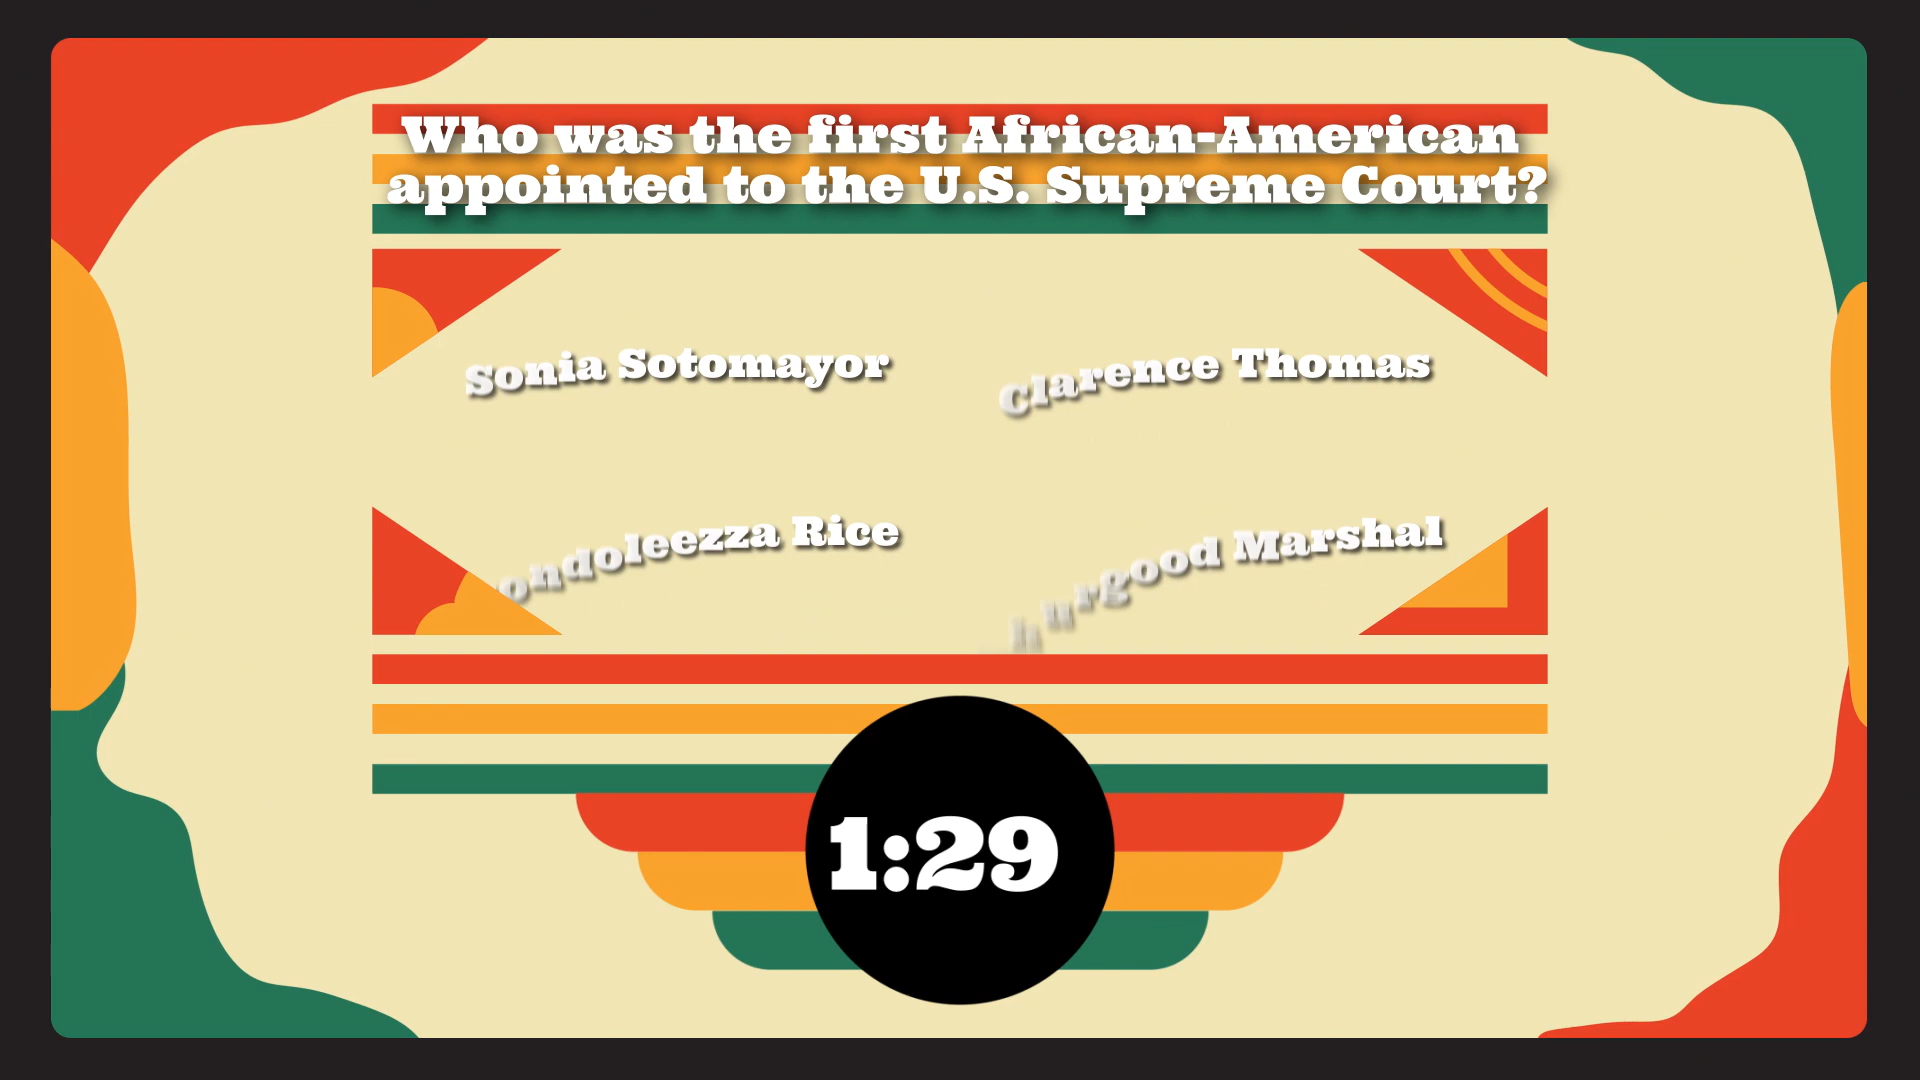 Who was the first African-American
appointed to the U.S. Supreme Court?
Sonia Sotomayor
Clarence Thomas
ondoleezza Rice
hurgood Marshal
1:29